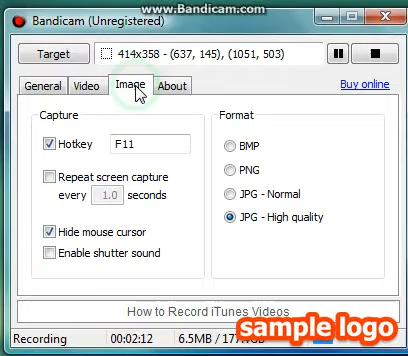 www.Bandicam.com
Bandicam (Unregistered)
Target
414x358 - (637, 145), (1051, 503)
General
Video
Image
About
Buy online
Capture
Hotkey
F11
Repeat screen capture
every 1.0 seconds
Hide mouse cursor
Enable shutter sound
Format
BMP
PNG
JPG - Normal
JPG - High quality
How to Record iTunes Videos
sample logo
Recording 00:02:12 6.5MB /